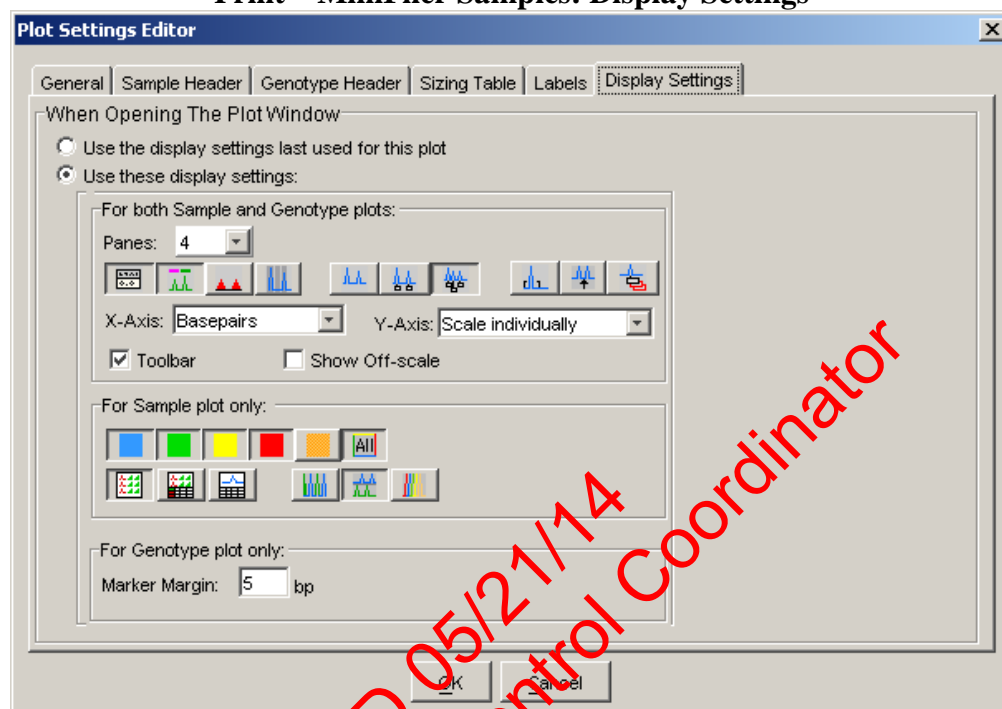 Print – MiniFiler Samples: Display Settings
Plot Settings Editor
General Sample Header Genotype Header Sizing Table Labels Display Settings
When Opening The Plot Window
Use the display settings last used for this plot
Use these display settings:
For both Sample and Genotype plots:
Panes: 4
X-Axis: Basepairs Y-Axis: Scale individually
Toolbar Show Off-scale
For Sample plot only:
All
For Genotype plot only:
Marker Margin: 5 bp
OK Cancel
05/21/14
Coordinator